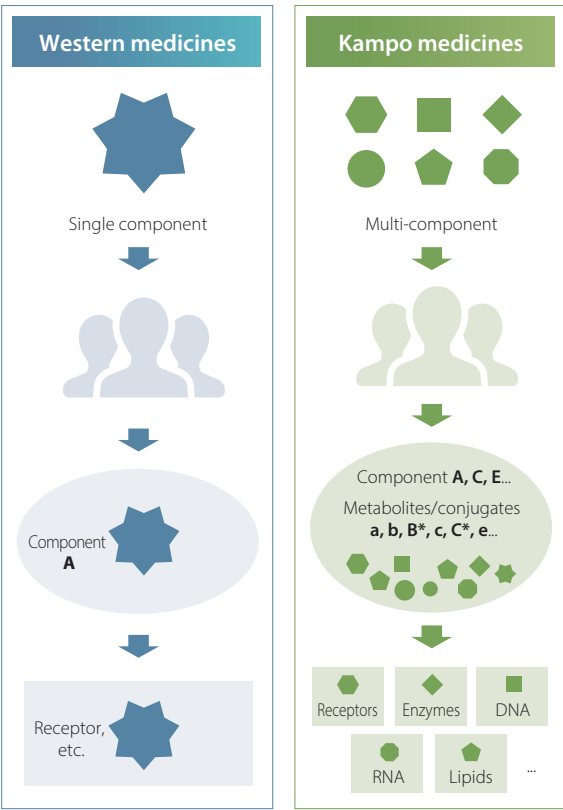 Western medicines
Single component
Component
A
Receptor,
etc.
Kampo medicines
Multi-component
Component A, C, E...
Metabolites/conjugates
a, b, B*, c, C*, e...
Receptors
Enzymes
DNA
RNA
Lipids
...